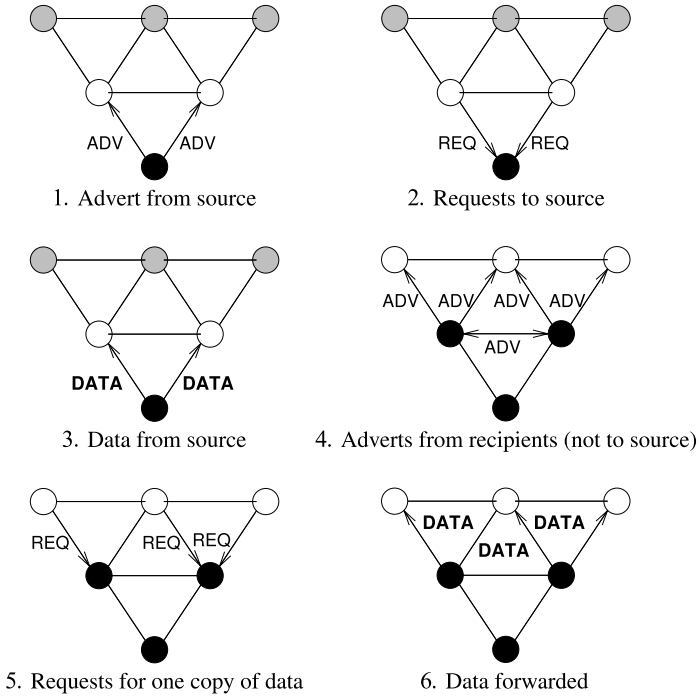 ADV ADV
1. Advert from source
REQ REQ
2. Requests to source
DATA DATA
3. Data from source
ADV ADV ADV ADV
ADV
4. Adverts from recipients (not to source)
REQ REQ REQ
5. Requests for one copy of data
DATA DATA
DATA
6. Data forwarded